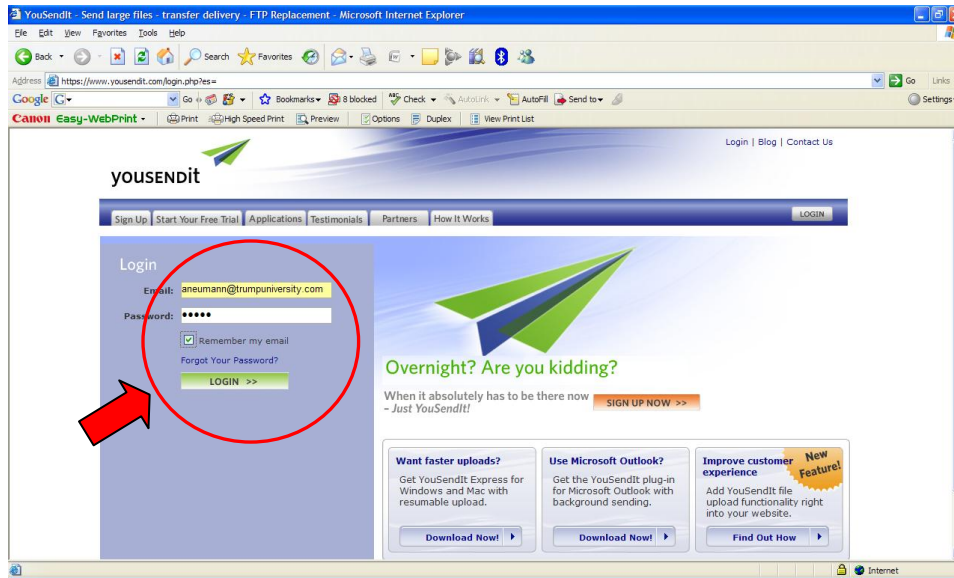 YouSendIt - Send large files - transfer delivery - FTP Replacement - Microsoft Internet Explorer
File Edit View Favorites Tools Help
Back Search Favorites
Address https://www.yousendit.com/login.php?es= Go Links
Google G Go Bookmarks 8 blocked ABC Check AutoLink AutoFill Send to Settings
Canon Easy-WebPrint Print High Speed Print Preview Options Duplex View Print List
Login | Blog | Contact Us
YOUSENDit
Sign Up Start Your Free Trial Applications Testimonials Partners How It Works LOGIN
Login
Email: aneumann@trumpuniversity.com
Password: •••••
Remember my email
Forgot Your Password?
LOGIN >>
Overnight? Are you kidding?
When it absolutely has to be there now
– Just YouSendIt!
SIGN UP NOW >>
Want faster uploads?
Get YouSendIt Express for
Windows and Mac with
resumable upload.
Download Now!
Use Microsoft Outlook?
Get the YouSendIt plug-in
for Microsoft Outlook with
background sending.
Download Now!
Improve customer
experience
New
Feature!
Add YouSendIt file
upload functionality right
into your website.
Find Out How
Internet